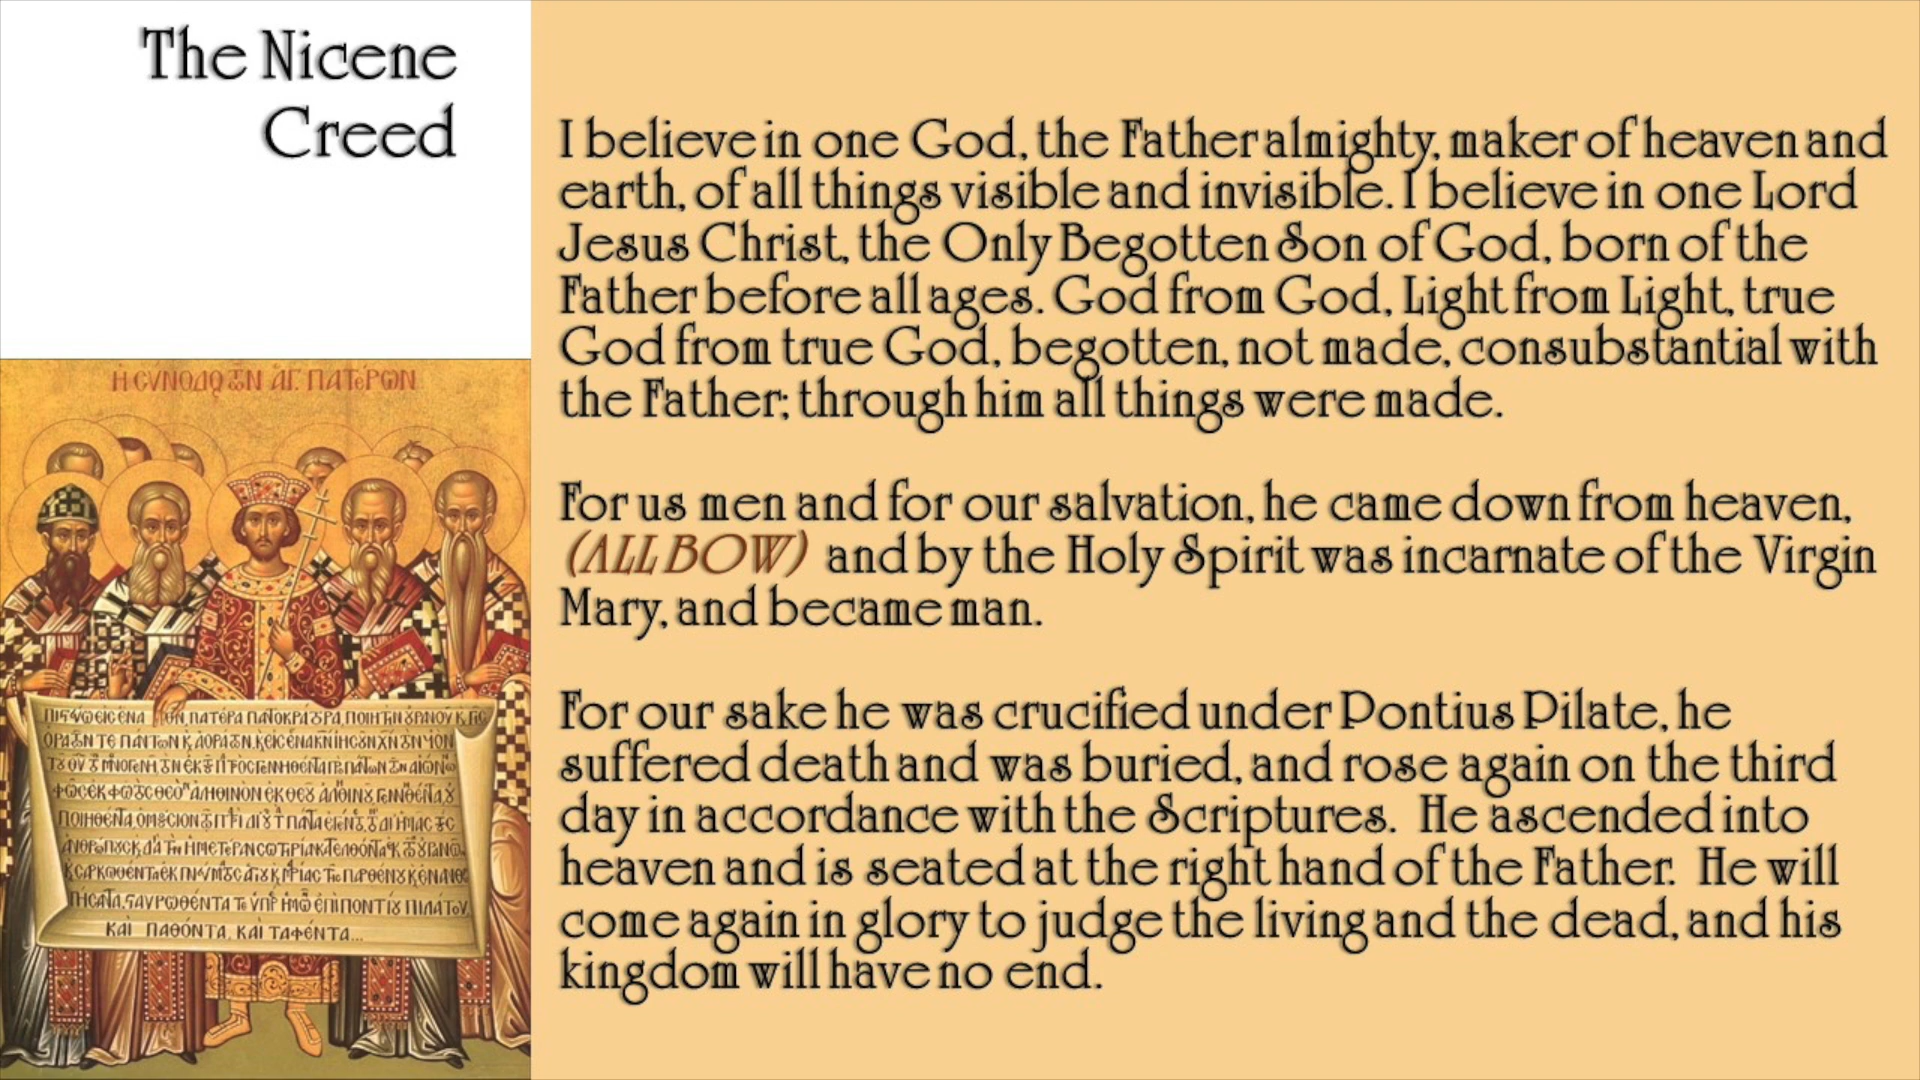 The Nicene
Creed
I believe in one God, the Father almighty, maker of heaven and
earth, of all things visible and invisible. I believe in one Lord
Jesus Christ, the Only Begotten Son of God, born of the
Father before all ages. God from God, Light from Light, true
God from true God, begotten, not made, consubstantial with
the Father; through him all things were made.
For us men and for our salvation, he came down from heaven,
(ALL BOW) and by the Holy Spirit was incarnate of the Virgin
Mary, and became man.
For our sake he was crucified under Pontius Pilate, he
suffered death and was buried, and rose again on the third
day in accordance with the Scriptures. He ascended into
heaven and is seated at the right hand of the Father. He will
come again in glory to judge the living and the dead, and his
kingdom will have no end.
ΠΑΤΈΡΑ
ΚΑΙ ΠΑΘΌΝΤΑ, ΚΑΙ ΤΑΦΈΝΤΑ...